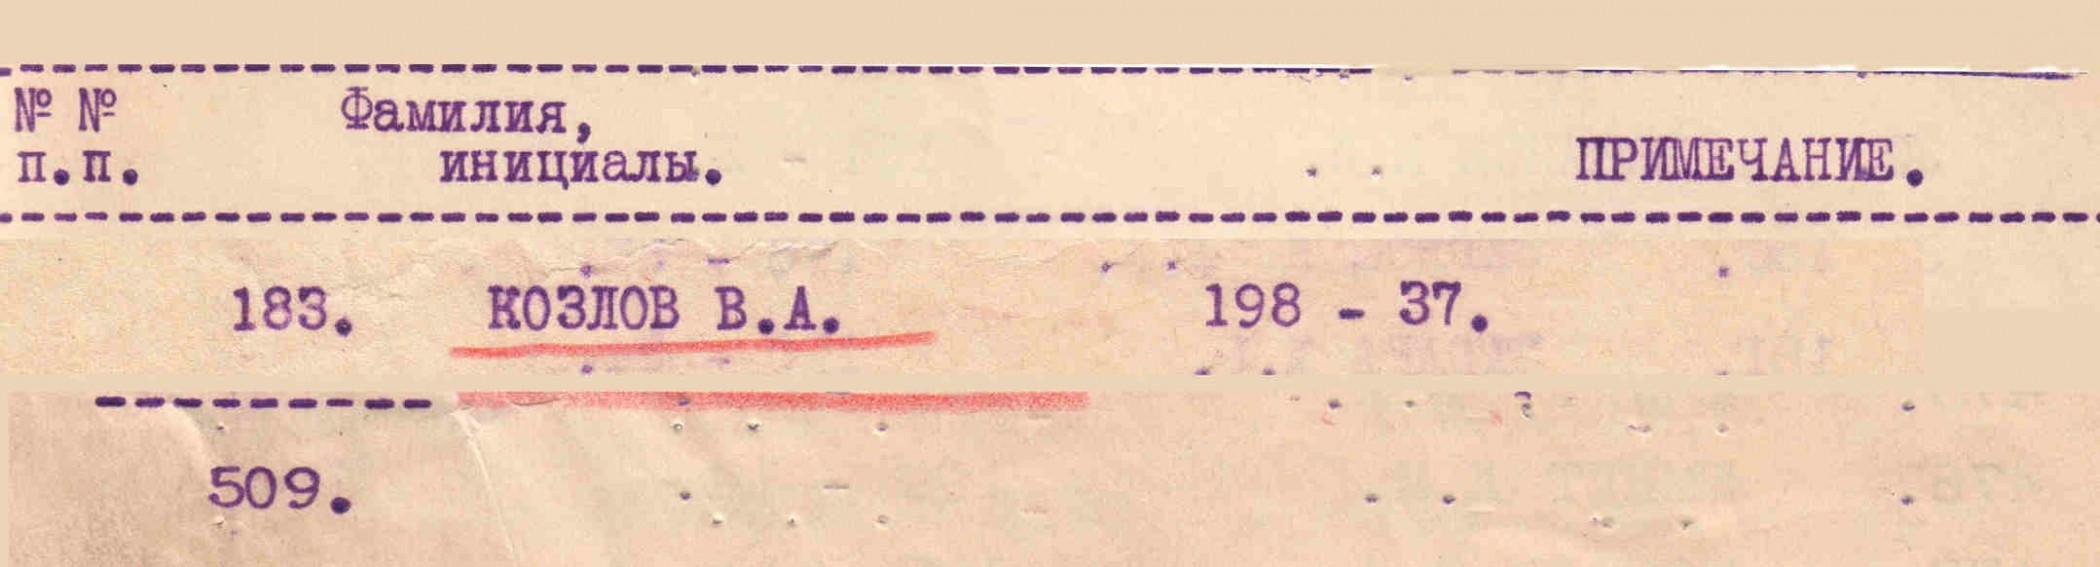 № № Фамилия,
п.п. инициалы. ПРИМЕЧАНИЕ.
183. КОЗЛОВ В.А. 198 - 37.
509.